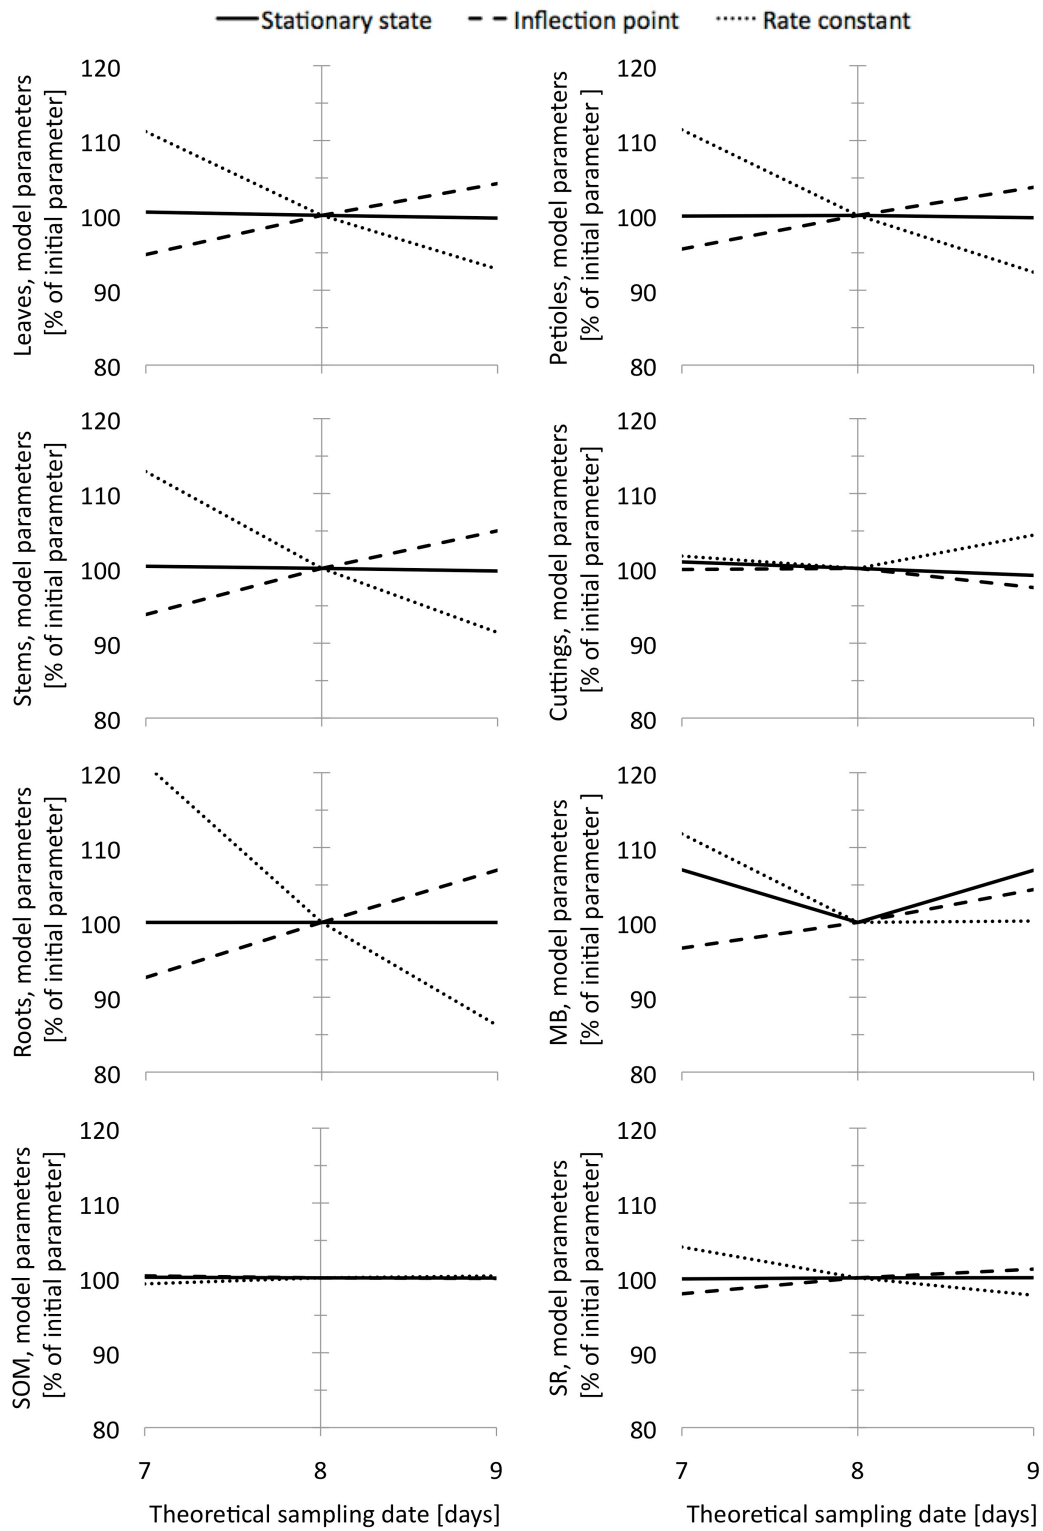 Stationary state Inflection point Rate constant
Leaves, model parameters
[% of initial parameter]
120
110
100
90
80
Petioles, model parameters
[% of initial parameter ]
120
110
100
90
80
Stems, model parameters
[% of initial parameter]
120
110
100
90
80
Cuttings, model parameters
[% of initial parameter]
120
110
100
90
80
Roots, model parameters
[% of initial parameter]
120
110
100
90
80
MB, model parameters
[% of initial parameter ]
120
110
100
90
80
SOM, model parameters
[% of initial parameter]
120
110
100
90
80
7 8 9
Theoretical sampling date [days]
SR, model parameters
[% of initial parameter]
120
110
100
90
80
7 8 9
Theoretical sampling date [days]